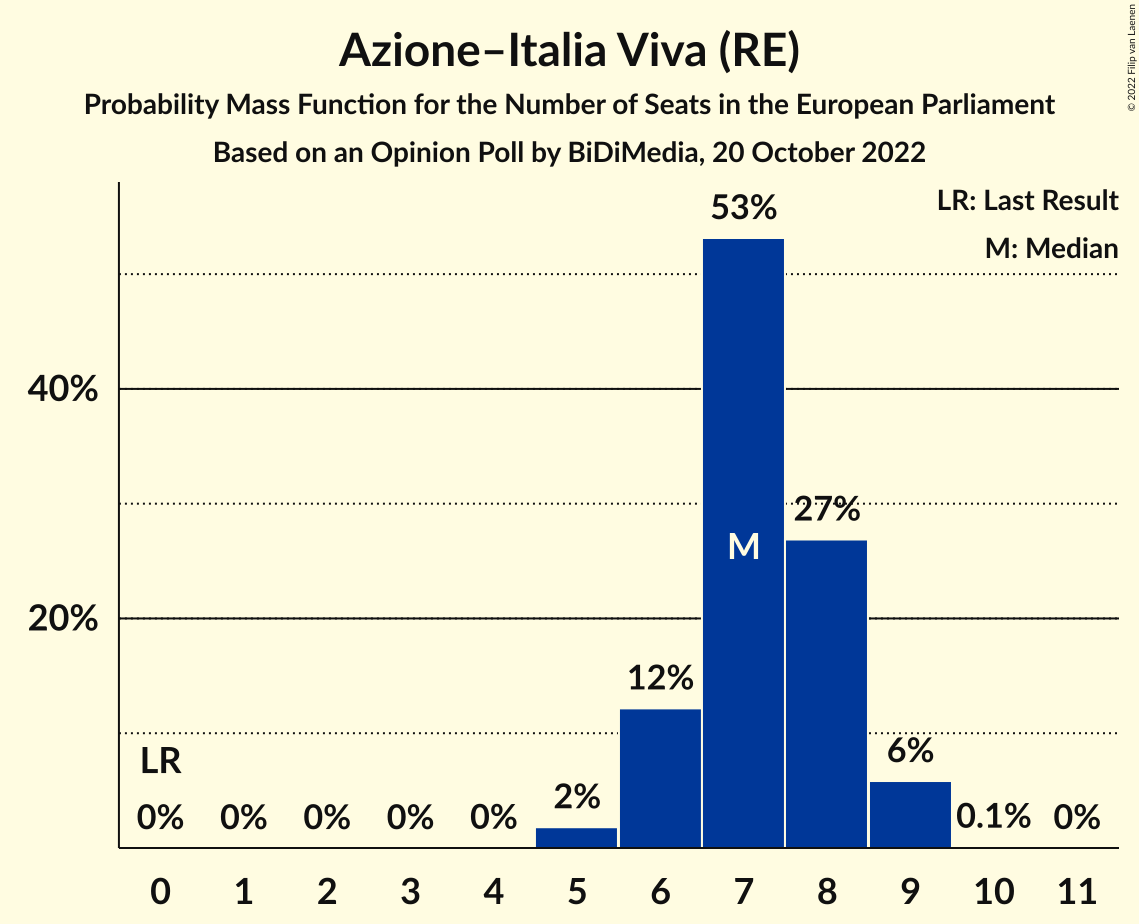 Azione–Italia Viva (RE)
Probability Mass Function for the Number of Seats in the European Parliament
Based on an Opinion Poll by BiDiMedia, 20 October 2022
© 2022 Filip van Laenen
LR: Last Result
M: Median
53%
40%
27%
M
20%
12%
LR
6%
2%
0% 0% 0% 0% 0% 0.1% 0%
0 1 2 3 4 5 6 7 8 9 10 11